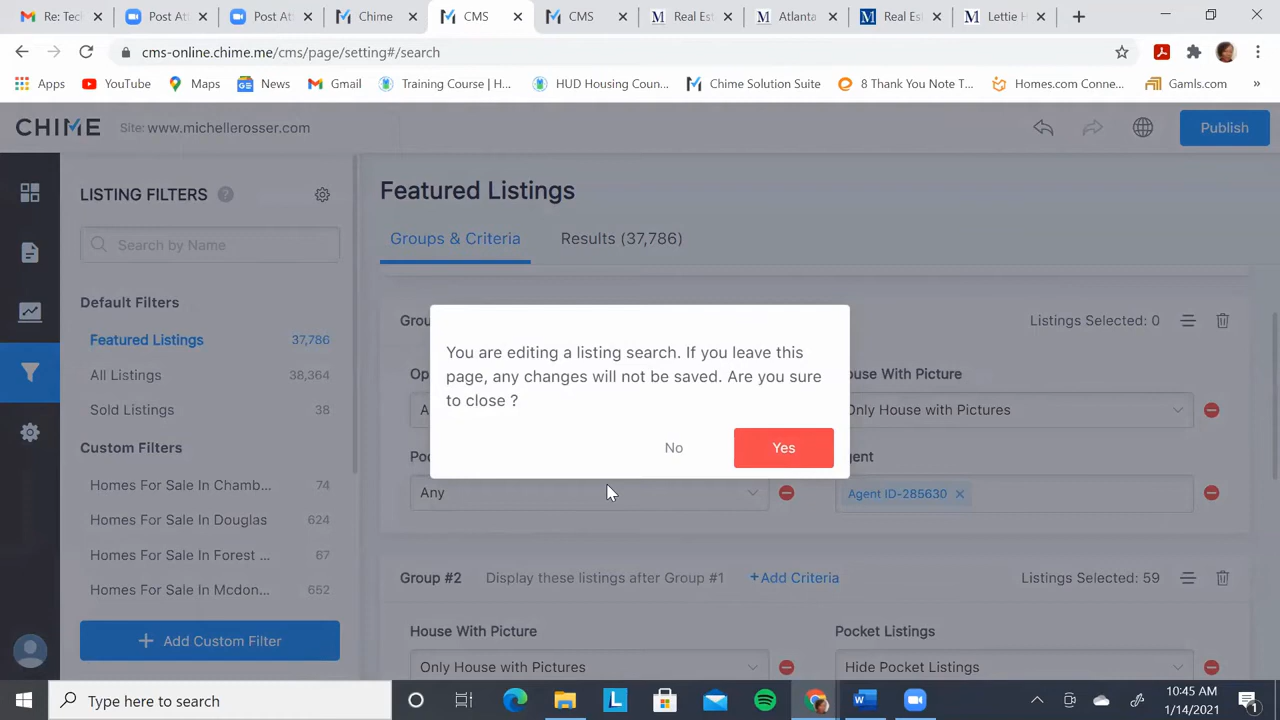 Re: Tech
Post Att
Post Att
Chime
CMS
CMS
Real Est
Atlanta
Real Es
Lettie H
cms-online.chime.me/cms/page/setting#/search
Apps YouTube Maps News Gmail Training Course | H... HUD Housing Coun... Chime Solution Suite 8 Thank You Note T... Homes.com Conne... Gamls.com »
CHIME Site: www.michellerosser.com Publish
LISTING FILTERS ?
Search by Name
Default Filters
Featured Listings 37,786
All Listings 38,364
Sold Listings 38
Custom Filters
Homes For Sale In Chamb... 74
Homes For Sale In Douglas 624
Homes For Sale In Forest ... 67
Homes For Sale In Mcdon... 652
+ Add Custom Filter
Featured Listings
Groups & Criteria Results (37,786)
Listings Selected: 0
House With Picture
Only House with Pictures
Any
Agent ID-285630
You are editing a listing search. If you leave this
page, any changes will not be saved. Are you sure
to close ?
No Yes
Group #2 Display these listings after Group #1 +Add Criteria Listings Selected: 59
House With Picture Pocket Listings
Only House with Pictures Hide Pocket Listings
Type here to search
10:45 AM
1/14/2021